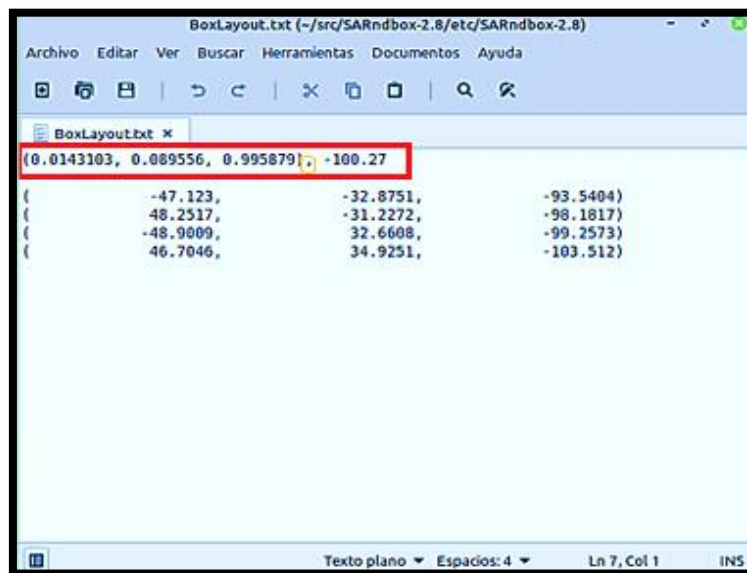 BoxLayout.txt (~/src/SARndbox-2.8/etc/SARndbox-2.8)
Archivo Editar Ver Buscar Herramientas Documentos Ayuda
BoxLayout.txt ×
(0.0143103, 0.089556, 0.995879), -100.27
( -47.123, -32.8751, -93.5404)
( 48.2517, -31.2272, -98.1817)
( -48.9009, 32.6608, -99.2573)
( 46.7046, 34.9251, -103.512)
Texto plano Espacios: 4 Ln 7, Col 1 INS